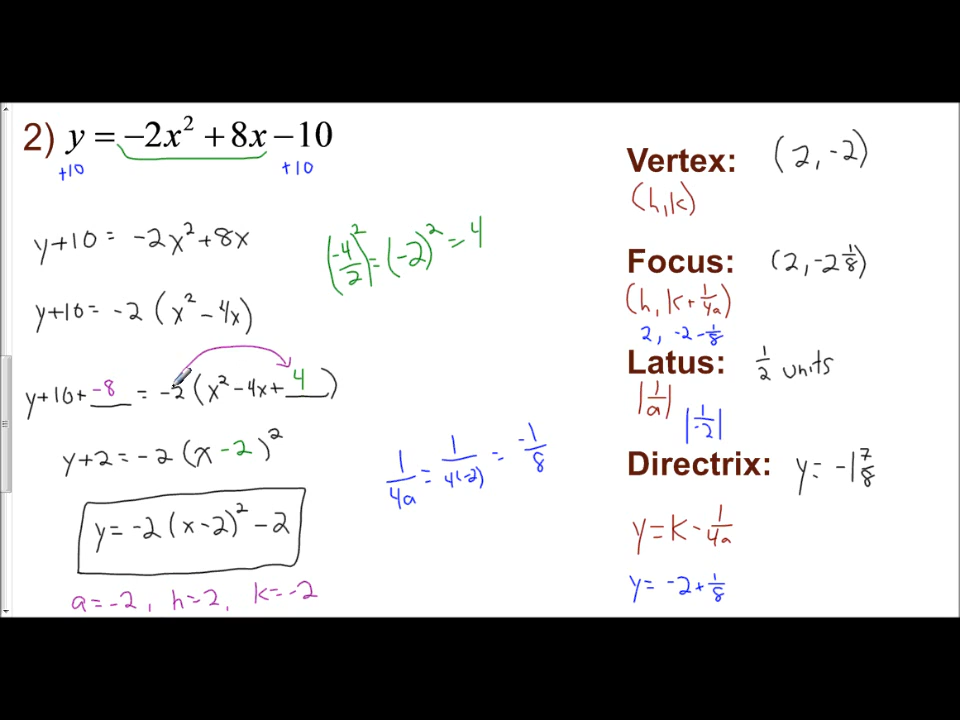 2) y = −2x² + 8x − 10
+10 +10
y+10 = -2x²+8x
(-4/2)² = (-2)² = 4
y+10 = -2 (x² - 4x)
y+10+ -8 = -2 (x² - 4x + 4)
y+2 = -2 (x -2)²
1/4a = 1/4(-2) = -1/8
y = -2 (x-2)² - 2
a = -2, h = 2, k = -2
Vertex: (2, -2)
(h, k)
Focus: (2, -2 1/8)
(h, k + 1/4a)
2, -2 - 1/8
Latus: 1/2 units
|1/a| |1/-2|
Directrix: y = -1 7/8
y = k - 1/4a
y = -2 + 1/8